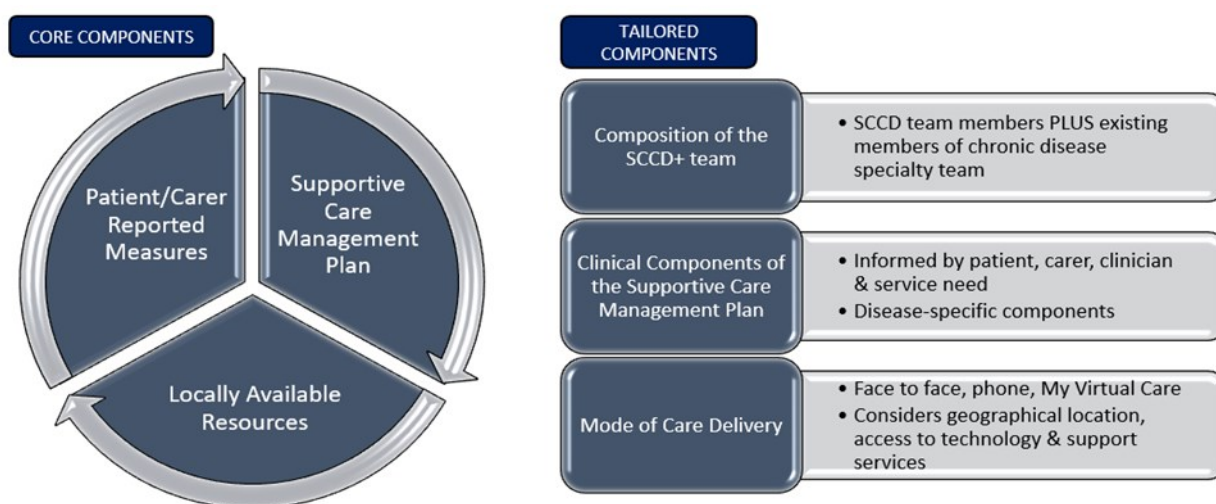 CORE COMPONENTS
Patient/Carer
Reported
Measures
Supportive
Care
Management
Plan
Locally Available
Resources
TAILORED
COMPONENTS
Composition of the
SCCD+ team
• SCCD team members PLUS existing
members of chronic disease
specialty team
Clinical Components of
the Supportive Care
Management Plan
• Informed by patient, carer, clinician
& service need
• Disease-specific components
Mode of Care Delivery
• Face to face, phone, My Virtual Care
• Considers geographical location,
access to technology & support
services